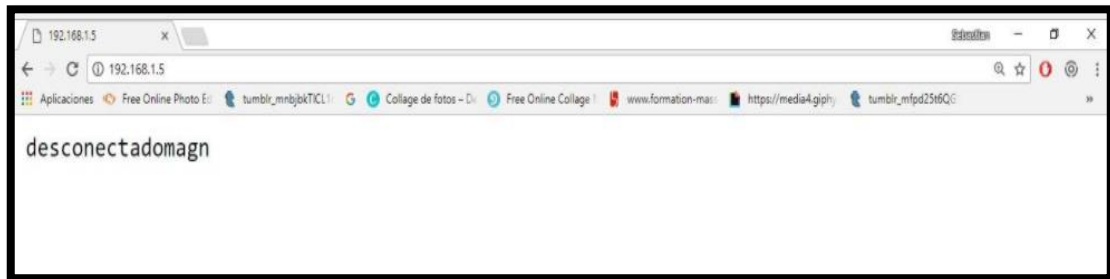 192.168.1.5
192.168.1.5
Aplicaciones Free Online Photo Ed tumblr_mnbjbkTlCL1 G Collage de fotos – D Free Online Collage www.formation-mas https://media4.giphy tumblr_mfpd25t6QG »
desconectadomagn